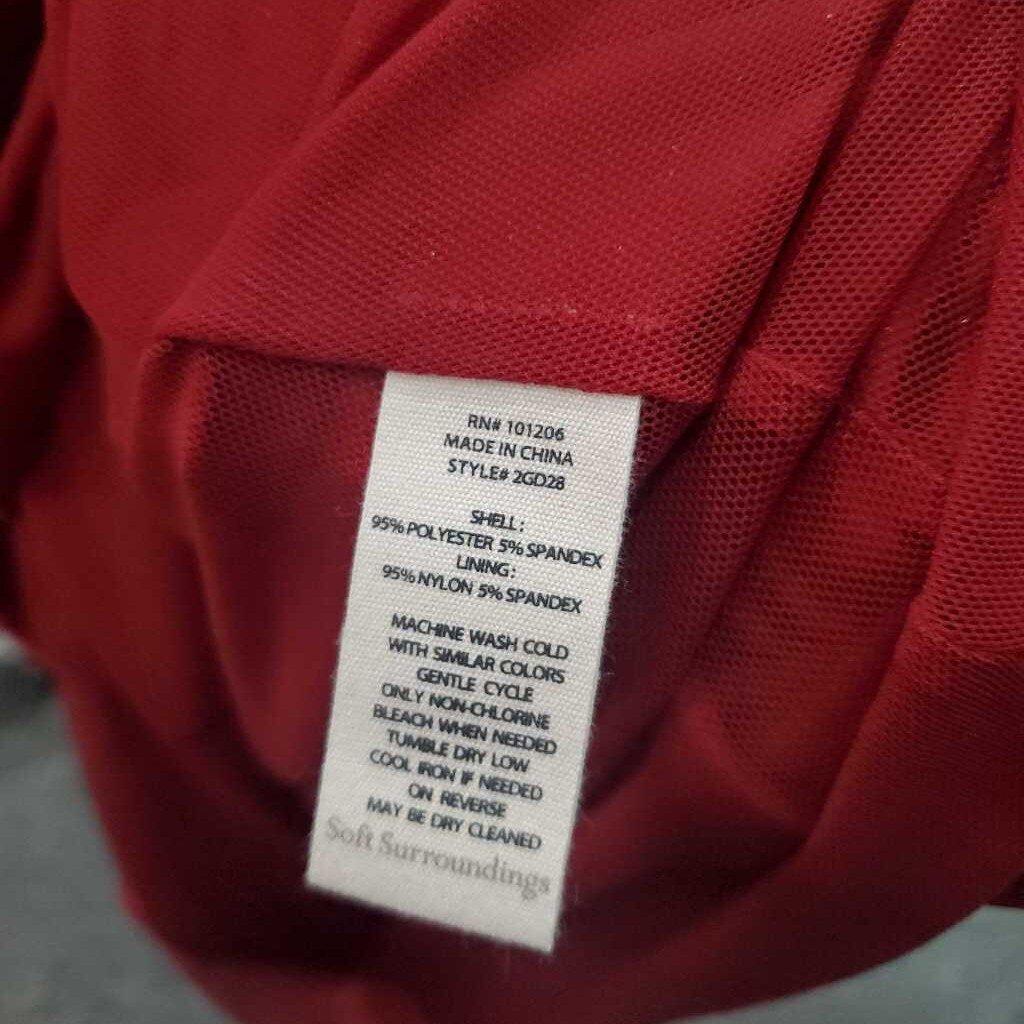 RN# 101206
MADE IN CHINA
STYLE# 2GD28
SHELL:
95% POLYESTER 5% SPANDEX
LINING:
95% NYLON 5% SPANDEX
MACHINE WASH COLD
WITH SIMILAR COLORS
GENTLE CYCLE
ONLY NON-CHLORINE
BLEACH WHEN NEEDED
TUMBLE DRY LOW
COOL IRON IF NEEDED
ON REVERSE
MAY BE DRY CLEANED
Soft Surroundings